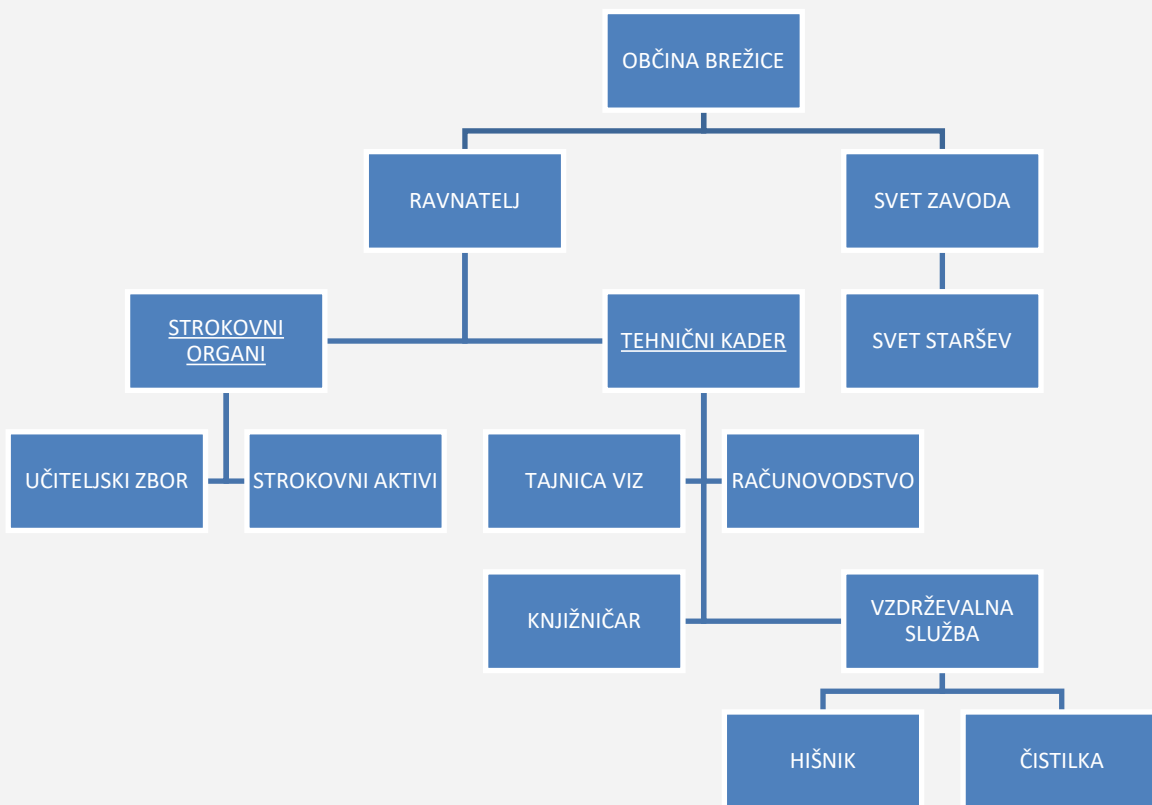 OBČINA BREŽICE
RAVNATELJ
SVET ZAVODA
STROKOVNI
ORGANI
TEHNIČNI KADER
SVET STARŠEV
UČITELJSKI ZBOR
STROKOVNI AKTIVI
TAJNICA VIZ
RAČUNOVODSTVO
KNJIŽNIČAR
VZDRŽEVALNA
SLUŽBA
HIŠNIK
ČISTILKA